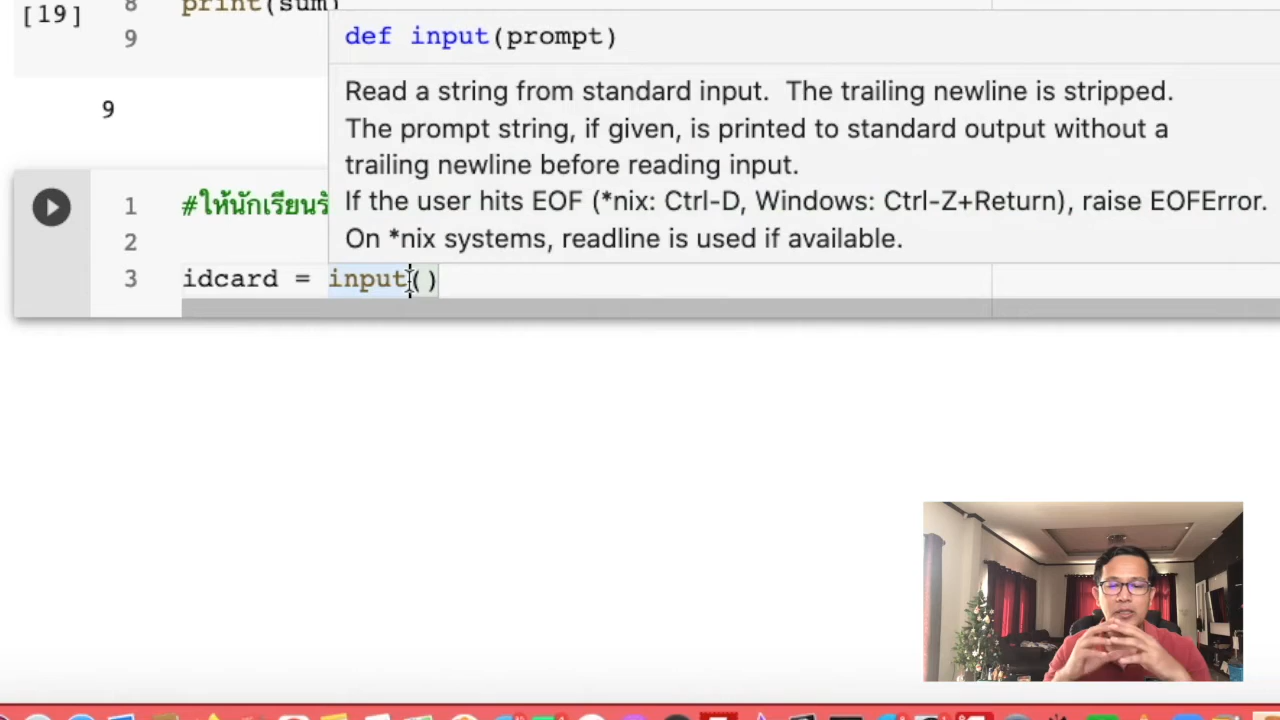 [19]
8 print(sum)
9
def input(prompt)
9
Read a string from standard input. The trailing newline is stripped.
The prompt string, if given, is printed to standard output without a
trailing newline before reading input.
If the user hits EOF (*nix: Ctrl-D, Windows: Ctrl-Z+Return), raise EOFError.
On *nix systems, readline is used if available.
1 #ให้นักเรียนรั
2
3 idcard = input()